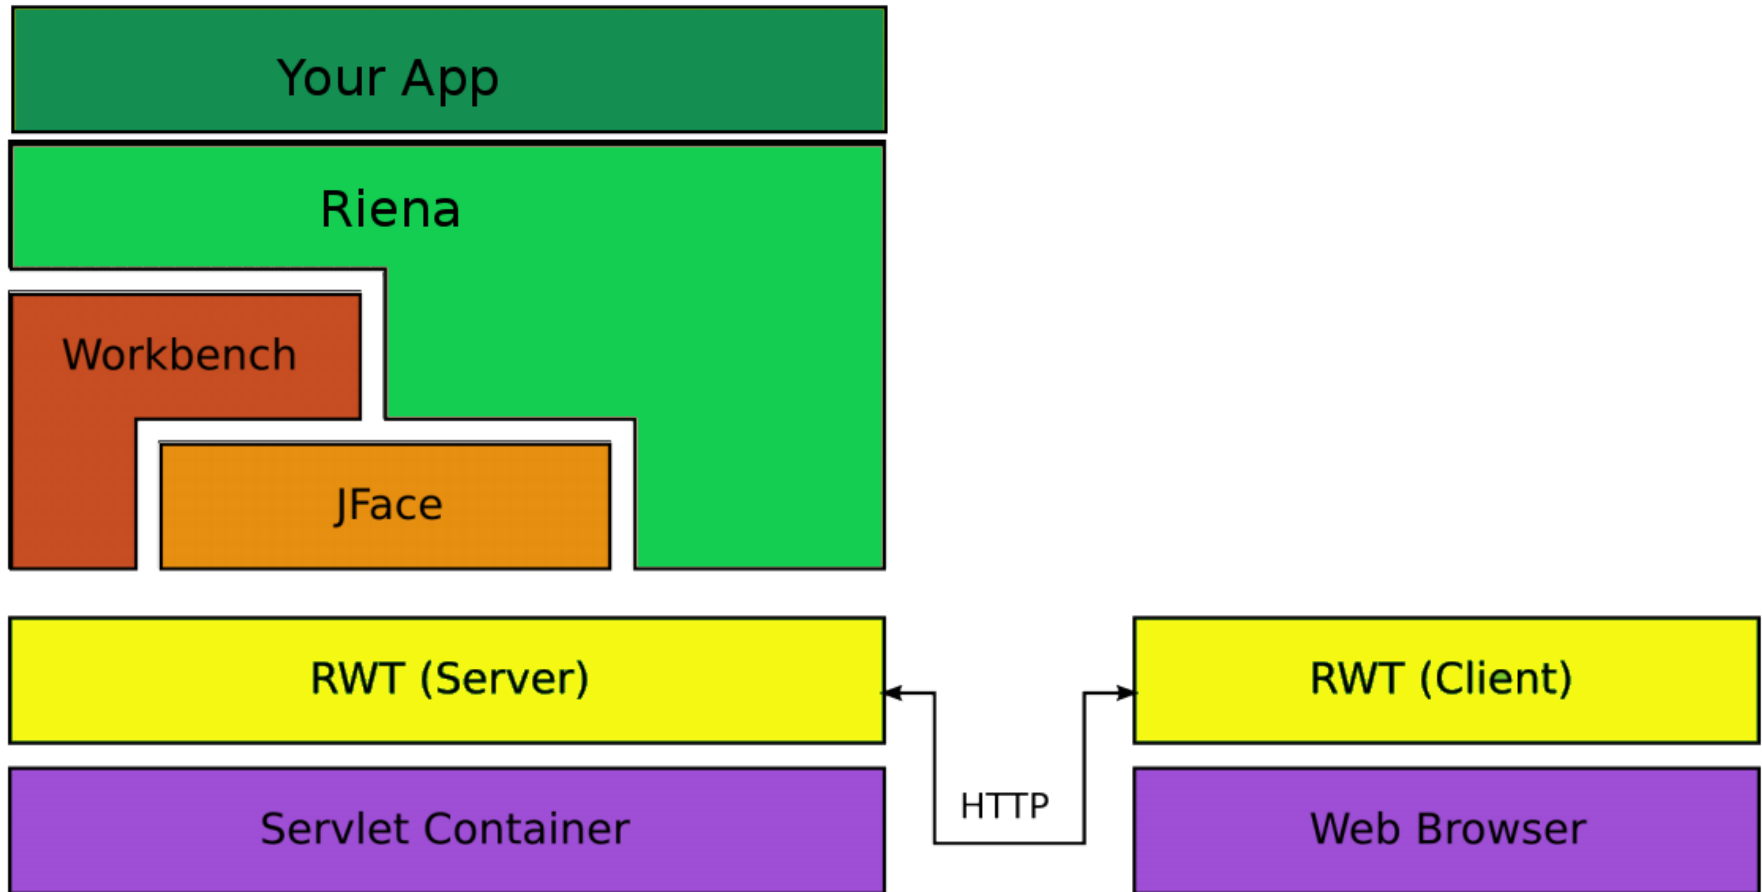 Your App
Riena
Workbench
JFace
RWT (Server)
RWT (Client)
HTTP
Servlet Container
Web Browser